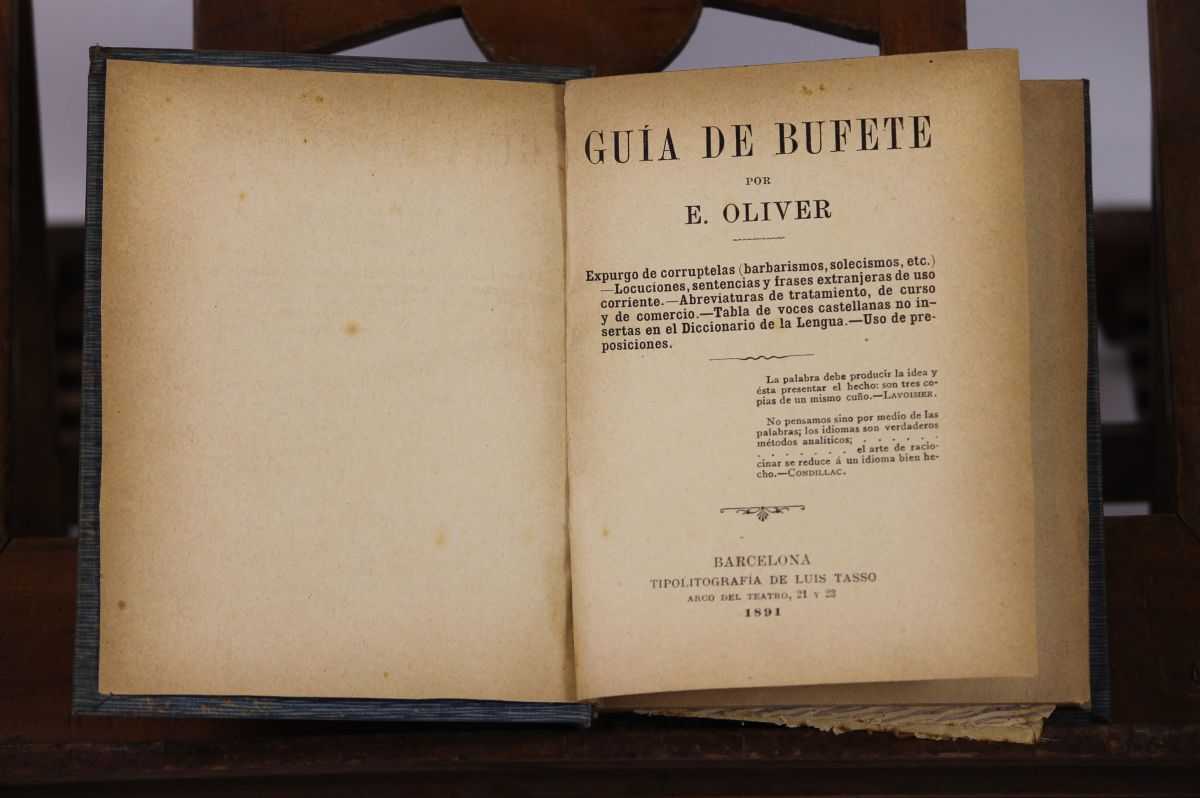 GUÍA DE BUFETE
POR
E. OLIVER
Expurgo de corruptelas (barbarismos, solecismos, etc.)
—Locuciones, sentencias y frases extranjeras de uso
corriente.—Abreviaturas de tratamiento, de curso
y de comercio.—Tabla de voces castellanas no in-
sertas en el Diccionario de la Lengua.—Uso de pre-
posiciones.
La palabra debe producir la idea y
ésta presentar el hecho: son tres co-
pias de un mismo cuño.—LAVOISIER.
No pensamos sino por medio de las
palabras; los idiomas son verdaderos
métodos analíticos; . . . . . .
. . . . . . . el arte de racio-
cinar se reduce á un idioma bien he-
cho.—CONDILLAC.
BARCELONA
TIPOLITOGRAFÍA DE LUIS TASSO
ARCO DEL TEATRO, 21 Y 23
1891